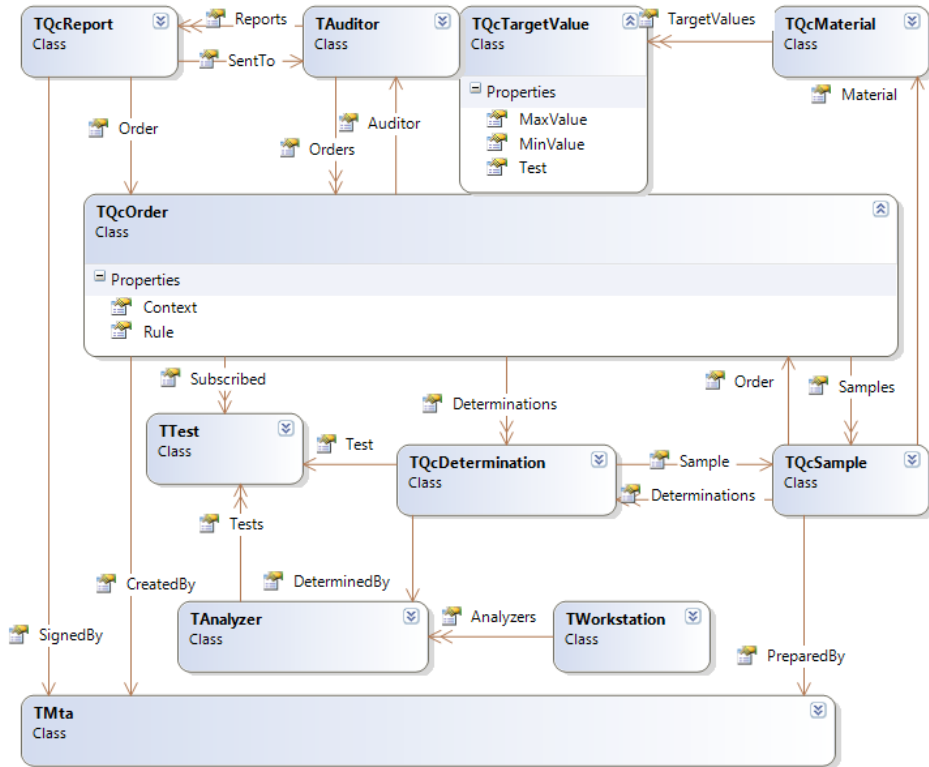 TQcReport
Class
Reports
SentTo
TAuditor
Class
TQcTargetValue
Class
Properties
MaxValue
MinValue
Test
TargetValues
TQcMaterial
Class
Material
Order
Auditor
Orders
TQcOrder
Class
Properties
Context
Rule
Subscribed
Determinations
Order
Samples
TTest
Class
Test
TQcDetermination
Class
Sample
Determinations
TQcSample
Class
Tests
CreatedBy
DeterminedBy
TAnalyzer
Class
Analyzers
TWorkstation
Class
SignedBy
PreparedBy
TMta
Class